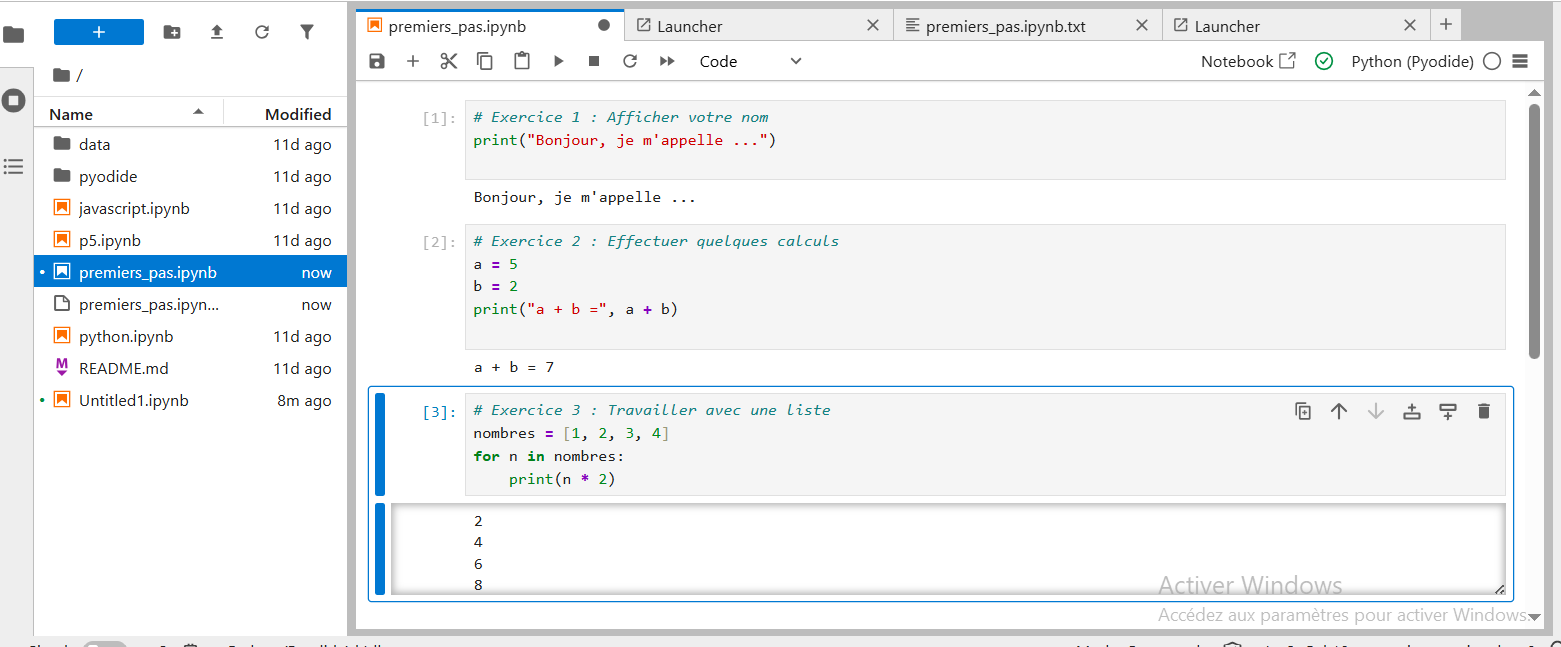 premiers_pas.ipynb
Launcher
premiers_pas.ipynb.txt
Launcher
Code
Notebook
Python (Pyodide)
/
Name Modified
data 11d ago
pyodide 11d ago
javascript.ipynb 11d ago
p5.ipynb 11d ago
premiers_pas.ipynb now
premiers_pas.ipyn... now
python.ipynb 11d ago
README.md 11d ago
Untitled1.ipynb 8m ago
[1]: # Exercice 1 : Afficher votre nom
print("Bonjour, je m'appelle ...")
Bonjour, je m'appelle ...
[2]: # Exercice 2 : Effectuer quelques calculs
a = 5
b = 2
print("a + b =", a + b)
a + b = 7
[3]: # Exercice 3 : Travailler avec une liste
nombres = [1, 2, 3, 4]
for n in nombres:
    print(n * 2)
2
4
6
8
Activer Windows
Accédez aux paramètres pour activer Windows.